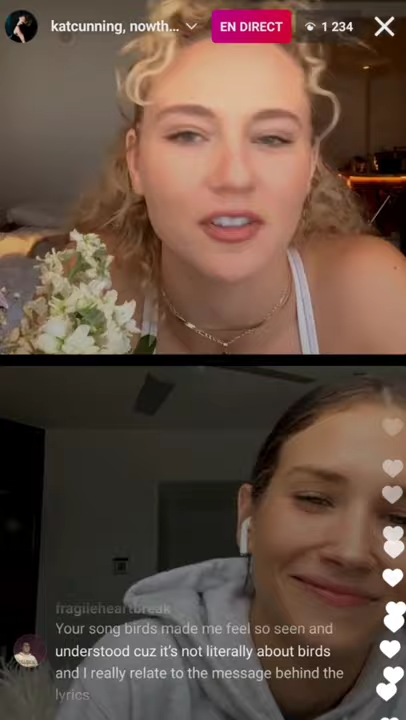 katcunning, nowth...
EN DIRECT
1 234
fragileheartbreak
Your song birds made me feel so seen and
understood cuz it's not literally about birds
and I really relate to the message behind the
lyrics